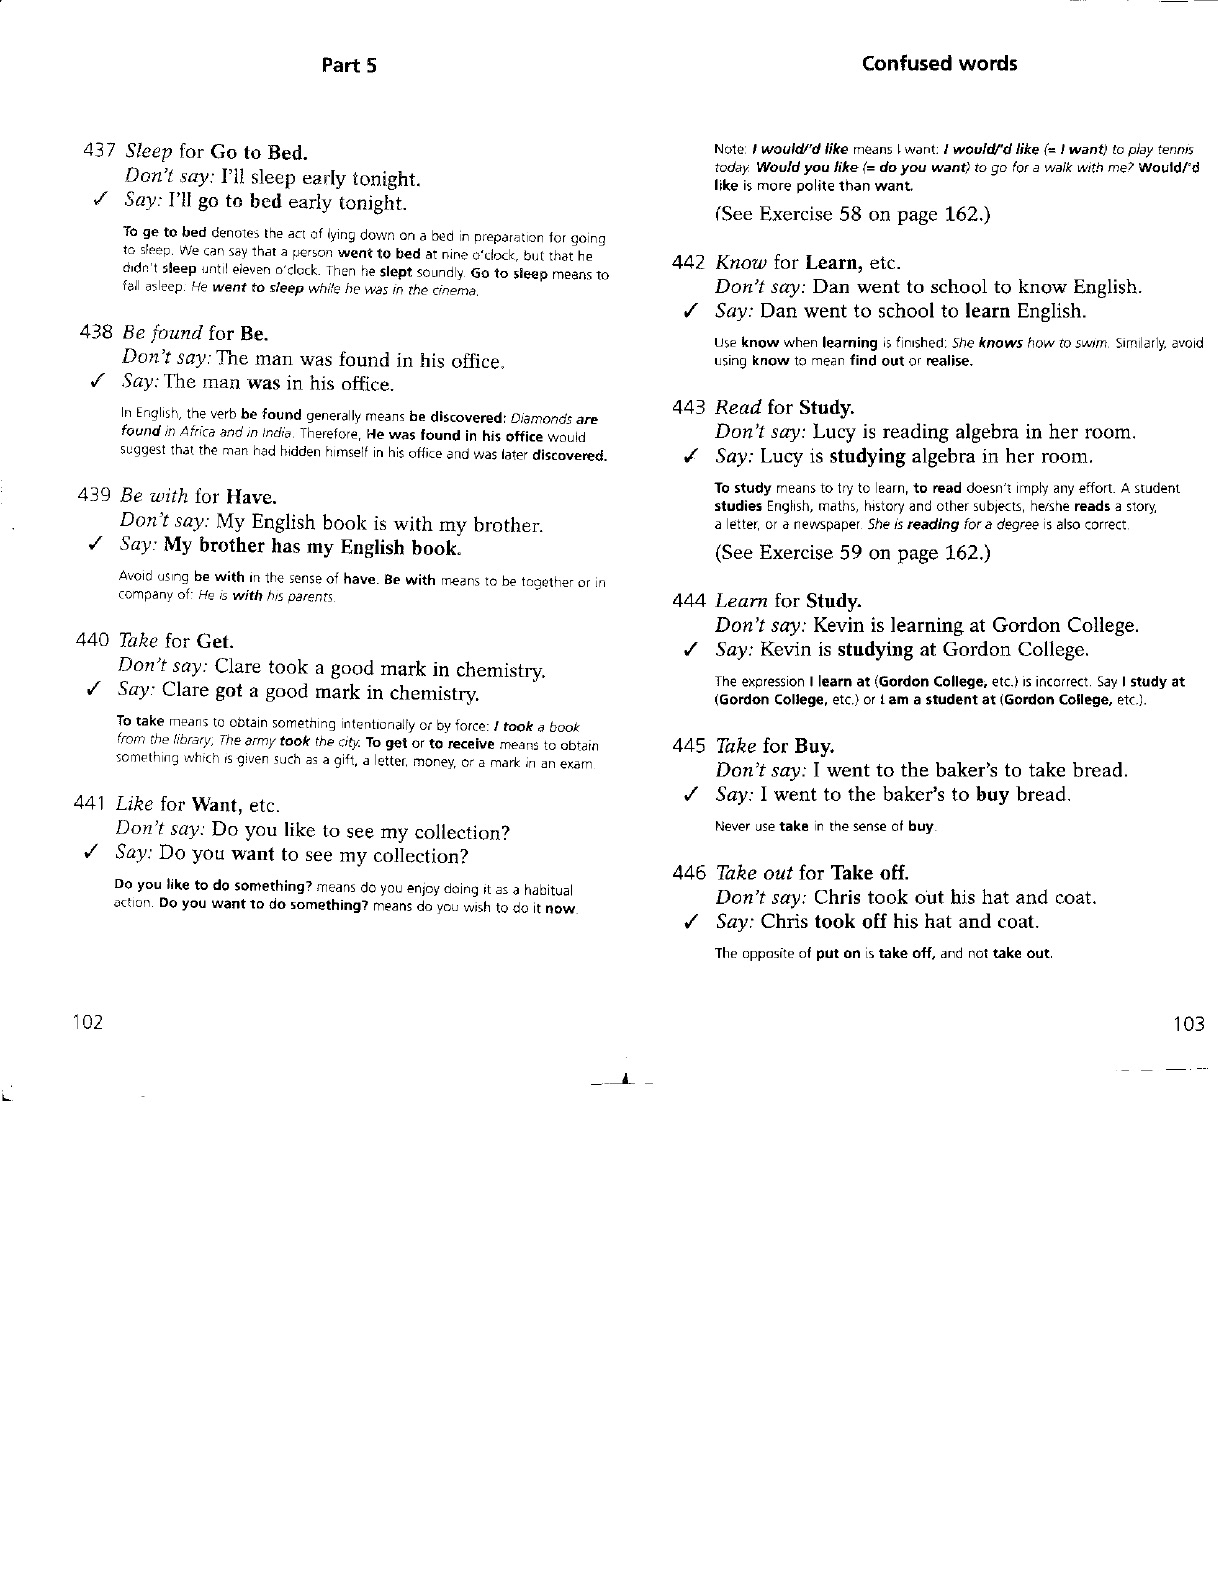 Part 5
437 Sleep for Go to Bed.
Don't say: I'll sleep early tonight.
✓ Say: I'll go to bed early tonight.
To ge to bed denotes the act of lying down on a bed in preparation for going
to sleep. We can say that a person went to bed at nine o'clock, but that he
didn't sleep until eleven o'clock. Then he slept soundly. Go to sleep means to
fall asleep: He went to sleep while he was in the cinema.
438 Be found for Be.
Don't say: The man was found in his office.
✓ Say: The man was in his office.
In English, the verb be found generally means be discovered: Diamonds are
found in Africa and in India. Therefore, He was found in his office would
suggest that the man had hidden himself in his office and was later discovered.
439 Be with for Have.
Don't say: My English book is with my brother.
✓ Say: My brother has my English book.
Avoid using be with in the sense of have. Be with means to be together or in
company of: He is with his parents.
440 Take for Get.
Don't say: Clare took a good mark in chemistry.
✓ Say: Clare got a good mark in chemistry.
To take means to obtain something intentionally or by force: I took a book
from the library, The army took the city. To get or to receive means to obtain
something which is given such as a gift, a letter, money, or a mark in an exam.
441 Like for Want, etc.
Don't say: Do you like to see my collection?
✓ Say: Do you want to see my collection?
Do you like to do something? means do you enjoy doing it as a habitual
action. Do you want to do something? means do you wish to do it now.
102
Confused words
Note: I would/'d like means I want: I would/'d like (= I want) to play tennis
today. Would you like (= do you want) to go for a walk with me? Would/'d
like is more polite than want.
(See Exercise 58 on page 162.)
442 Know for Learn, etc.
Don't say: Dan went to school to know English.
✓ Say: Dan went to school to learn English.
Use know when learning is finished: She knows how to swim. Similarly, avoid
using know to mean find out or realise.
443 Read for Study.
Don't say: Lucy is reading algebra in her room.
✓ Say: Lucy is studying algebra in her room.
To study means to try to learn, to read doesn't imply any effort. A student
studies English, maths, history and other subjects, he/she reads a story,
a letter, or a newspaper. She is reading for a degree is also correct.
(See Exercise 59 on page 162.)
444 Learn for Study.
Don't say: Kevin is learning at Gordon College.
✓ Say: Kevin is studying at Gordon College.
The expression I learn at (Gordon College, etc.) is incorrect. Say I study at
(Gordon College, etc.) or I am a student at (Gordon College, etc.).
445 Take for Buy.
Don't say: I went to the baker's to take bread.
✓ Say: I went to the baker's to buy bread.
Never use take in the sense of buy.
446 Take out for Take off.
Don't say: Chris took out his hat and coat.
✓ Say: Chris took off his hat and coat.
The opposite of put on is take off, and not take out.
103